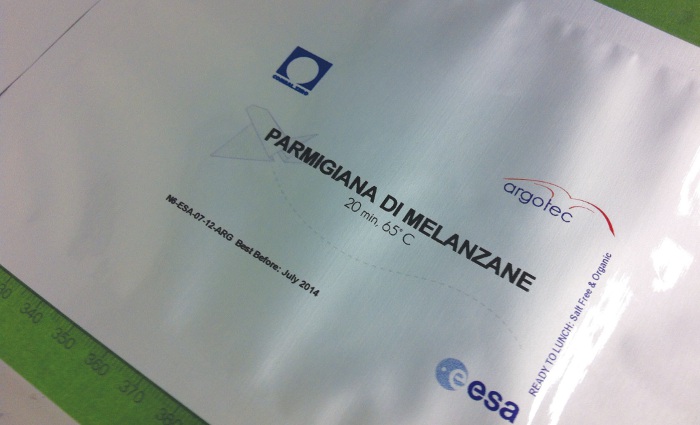 PARMIGIANA DI MELANZANE
20 min, 65°C
argotec
N6-ESA-07-12-ARG Best Before: July 2014
READY TO LUNCH: Salt Free & Organic
esa
340
350
360
370